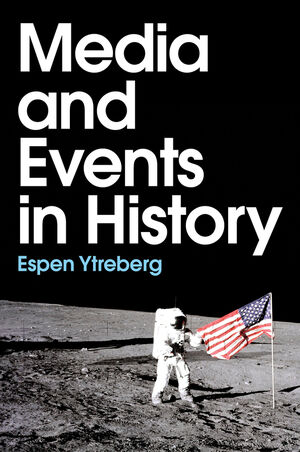 Media
and
Events
in History
Espen Ytreberg